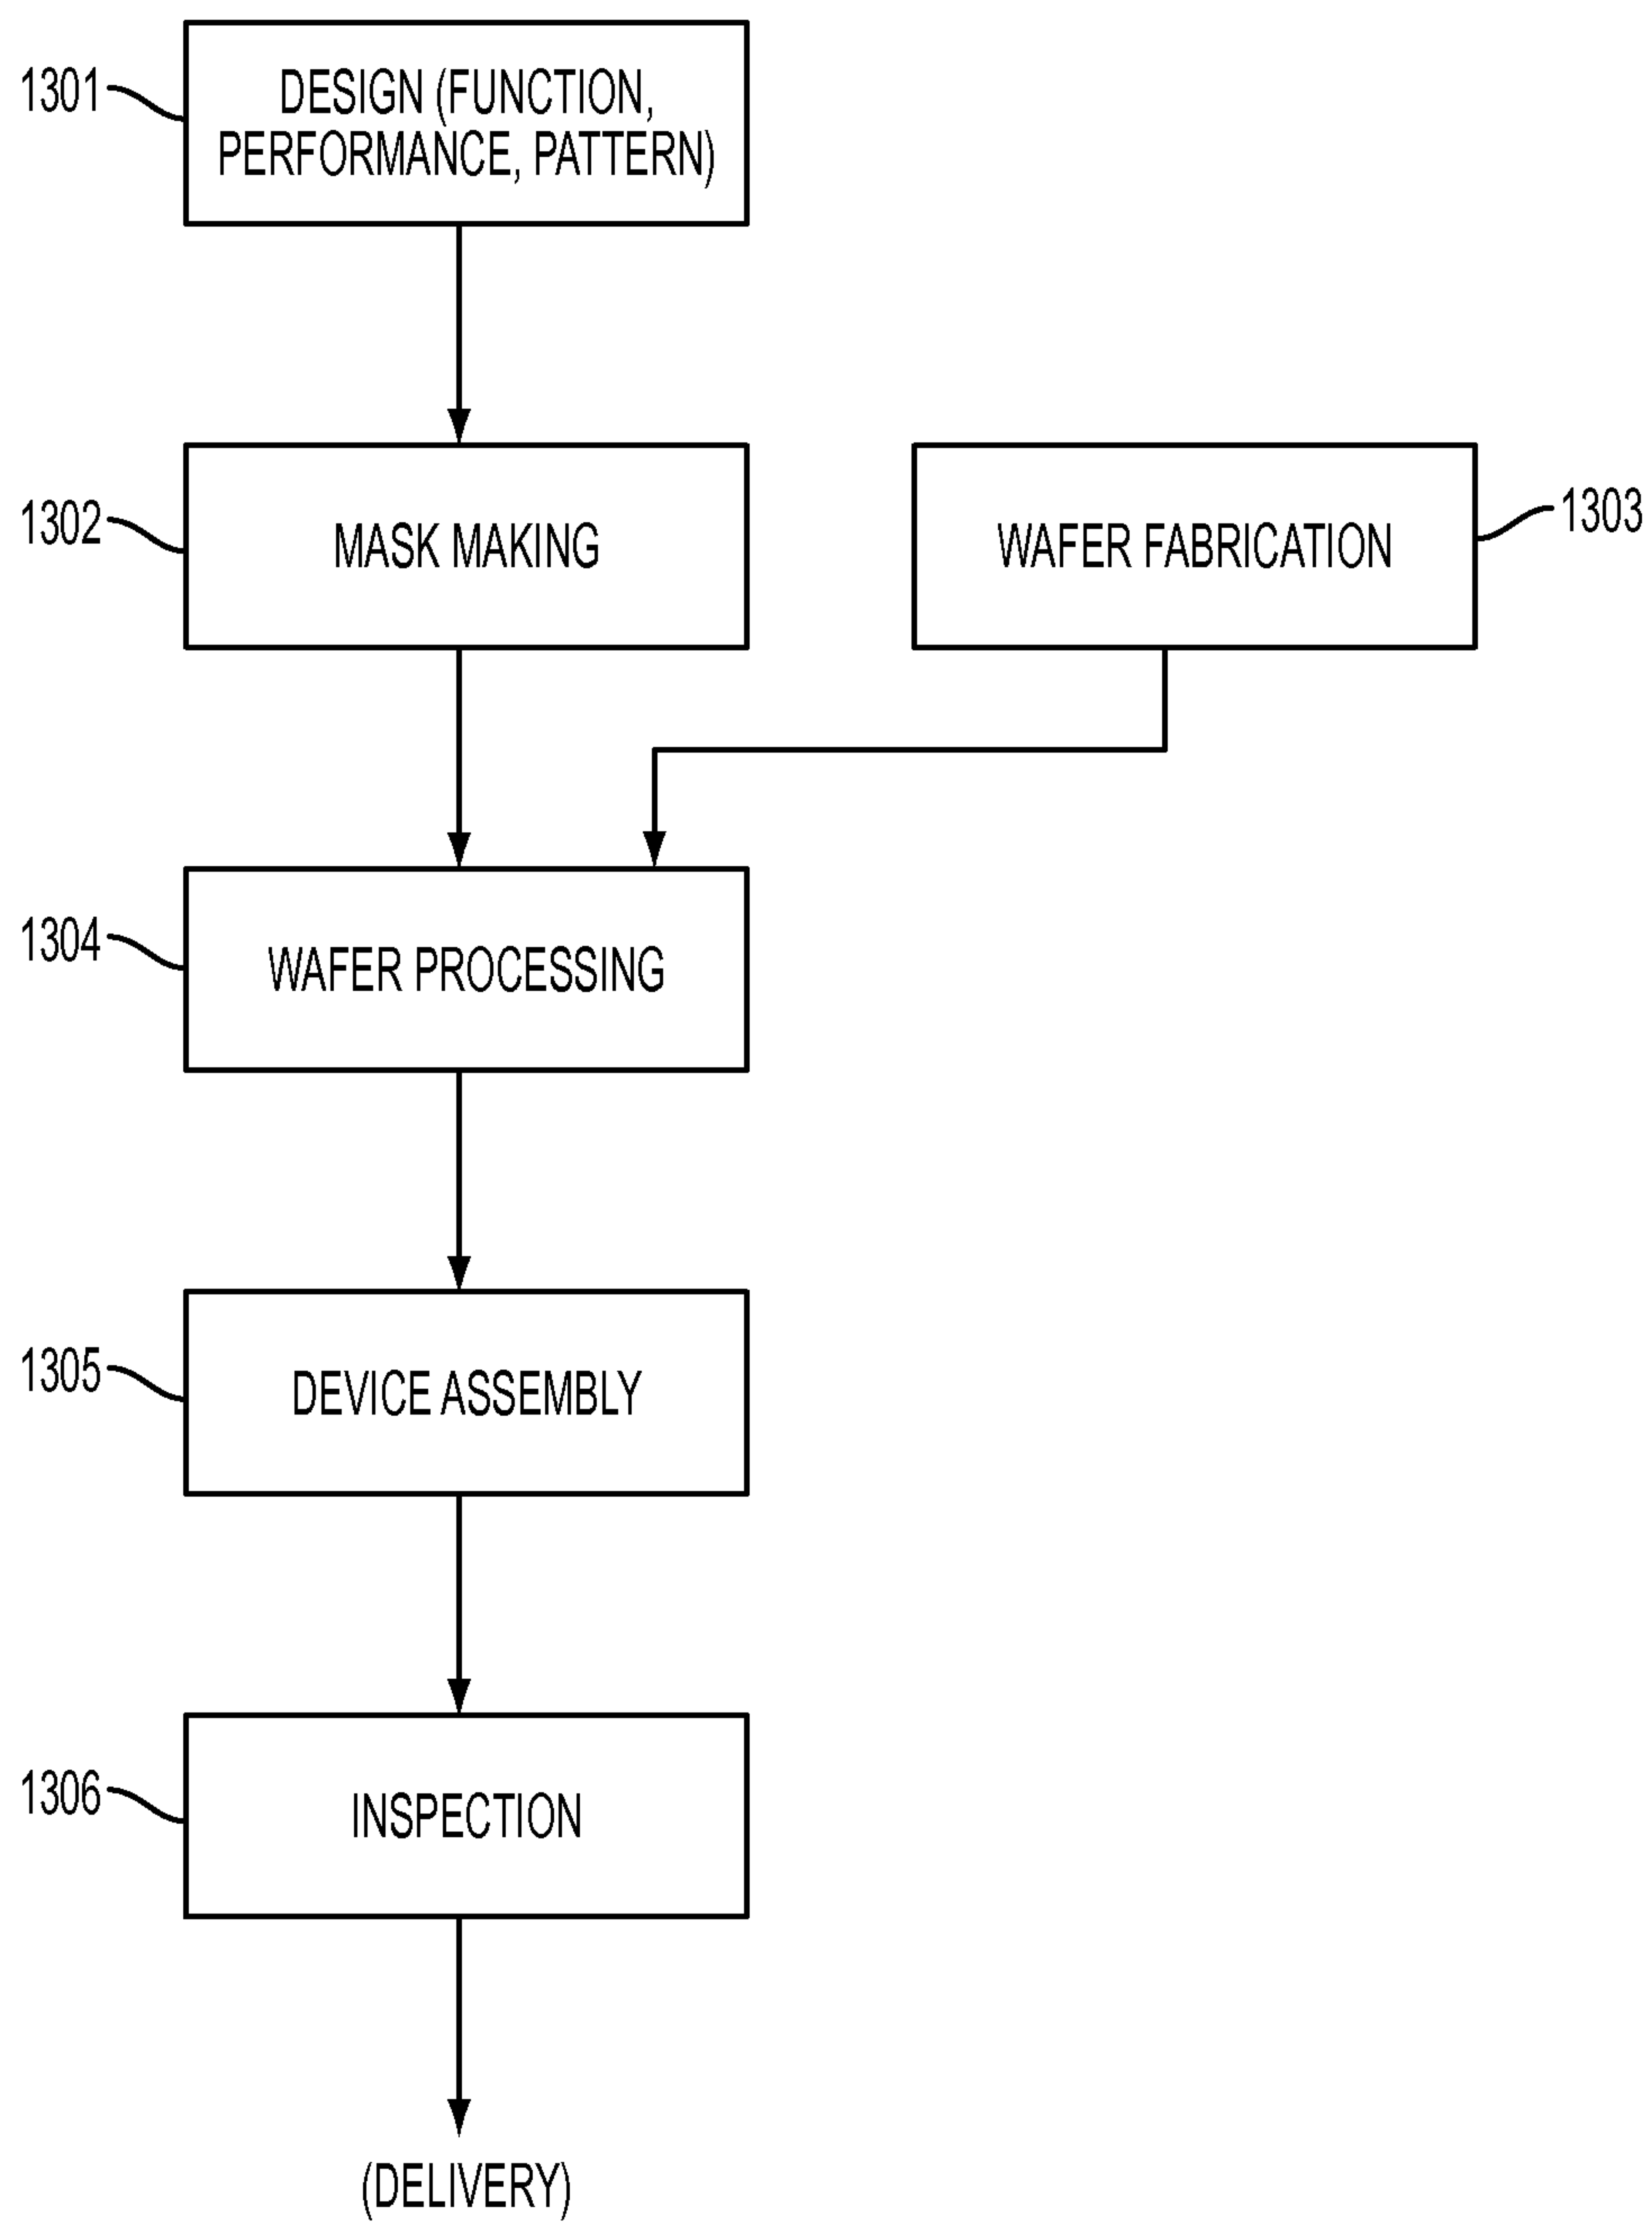 1301
DESIGN (FUNCTION,
PERFORMANCE, PATTERN)
1302
MASK MAKING
WAFER FABRICATION
1303
1304
WAFER PROCESSING
1305
DEVICE ASSEMBLY
1306
INSPECTION
(DELIVERY)